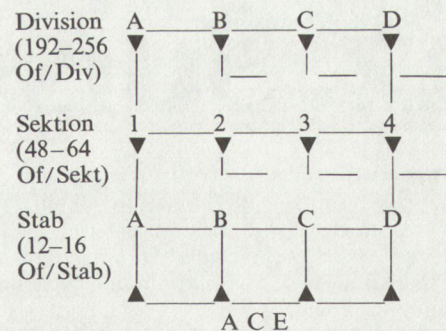 Division A B C D
(192–256
Of/Div)
Sektion 1 2 3 4
(48–64
Of/Sekt)
Stab A B C D
(12–16
Of/Stab)
A C E